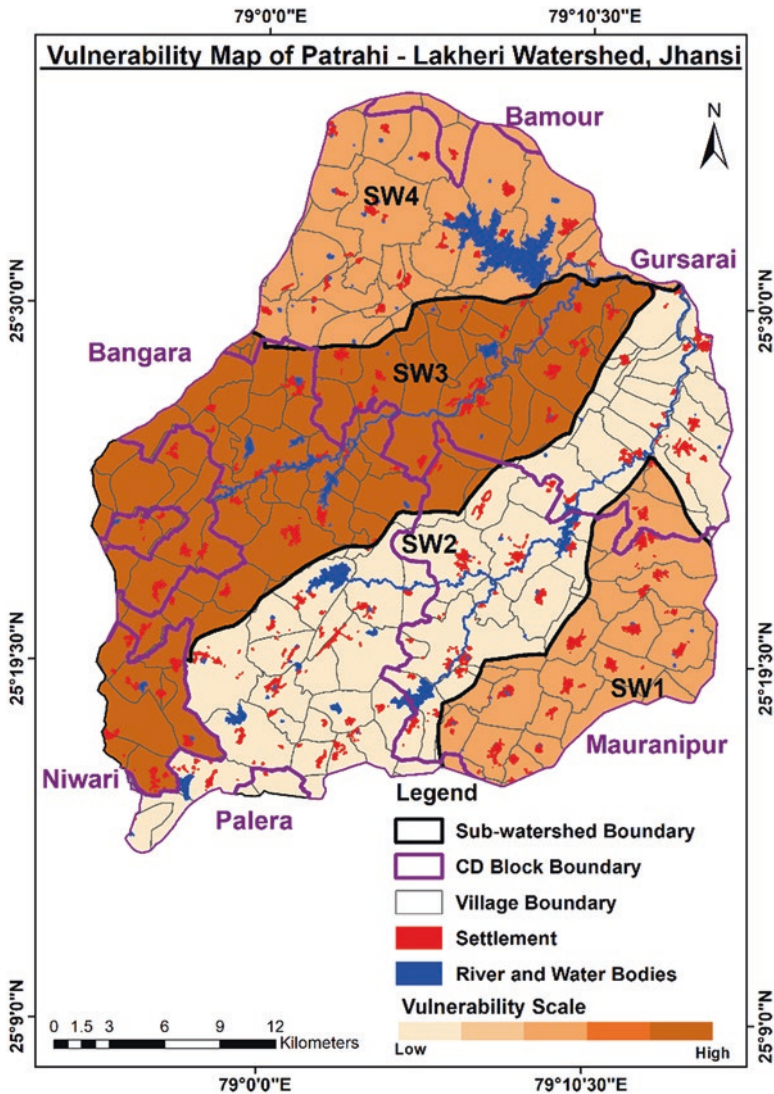 79°0'0"E 79°10'30"E
Vulnerability Map of Patrahi - Lakheri Watershed, Jhansi
Bamour
N
SW4
Gursarai
25°30'0"N 25°30'0"N
Bangara
SW3
SW2
25°19'30"N 25°19'30"N
SW1
Mauranipur
Niwari
Palera
Legend
Sub-watershed Boundary
CD Block Boundary
Village Boundary
Settlement
River and Water Bodies
Vulnerability Scale
Low High
0 1.5 3 6 9 12
Kilometers
25°9'0"N 25°9'0"N
79°0'0"E 79°10'30"E